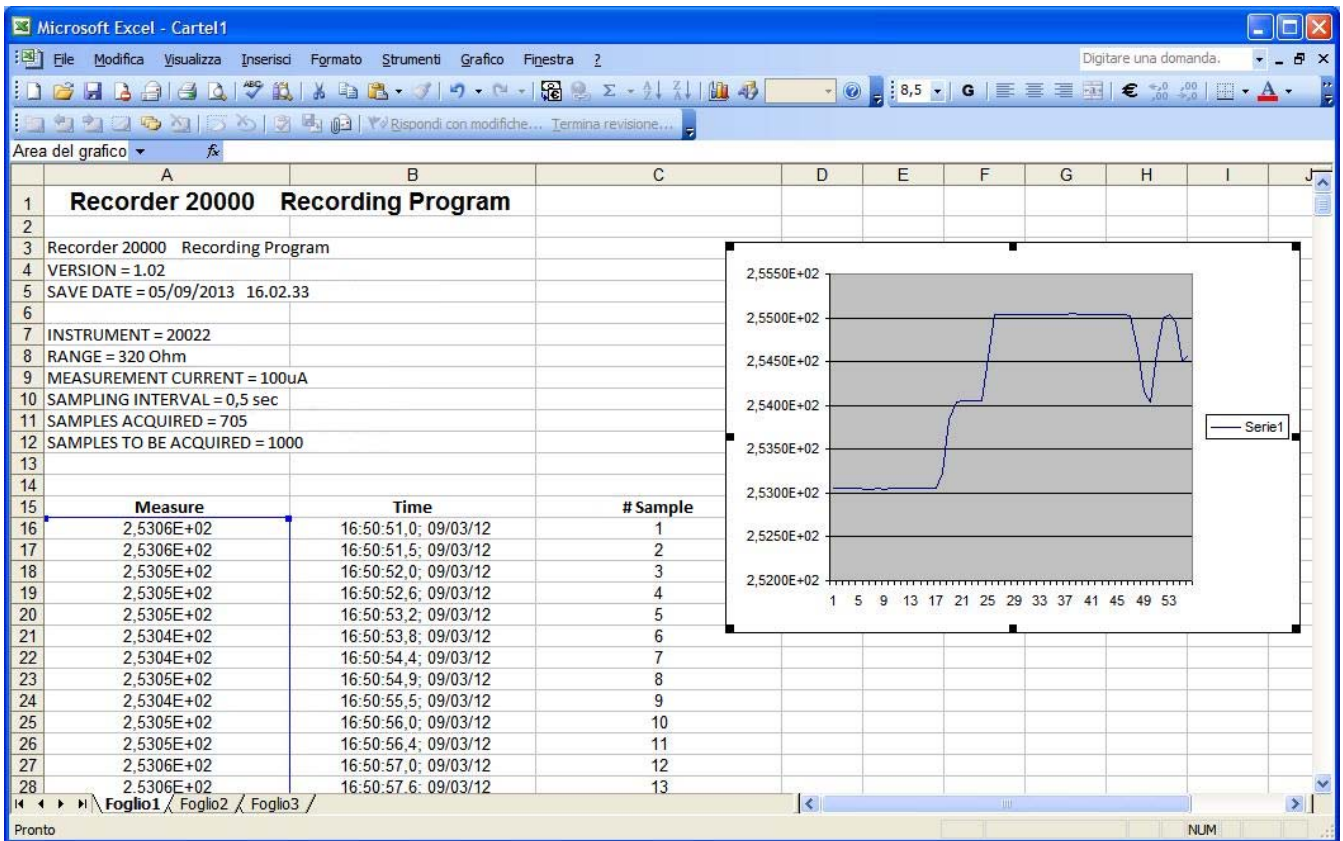 Microsoft Excel - Cartel1
File Modifica Visualizza Inserisci Formato Strumenti Grafico Finestra ?
Digitare una domanda.
8,5
G
Rispondi con modifiche... Termina revisione...
Area del grafico
fx
A B C D E F G H I J
1 Recorder 20000 Recording Program
2
3 Recorder 20000 Recording Program
4 VERSION = 1.02
5 SAVE DATE = 05/09/2013 16.02.33
6
7 INSTRUMENT = 20022
8 RANGE = 320 Ohm
9 MEASUREMENT CURRENT = 100uA
10 SAMPLING INTERVAL = 0,5 sec
11 SAMPLES ACQUIRED = 705
12 SAMPLES TO BE ACQUIRED = 1000
13
14
15 Measure Time # Sample
16 2,5306E+02 16:50:51,0; 09/03/12 1
17 2,5306E+02 16:50:51,5; 09/03/12 2
18 2,5305E+02 16:50:52,0; 09/03/12 3
19 2,5305E+02 16:50:52,6; 09/03/12 4
20 2,5305E+02 16:50:53,2; 09/03/12 5
21 2,5304E+02 16:50:53,8; 09/03/12 6
22 2,5304E+02 16:50:54,4; 09/03/12 7
23 2,5305E+02 16:50:54,9; 09/03/12 8
24 2,5304E+02 16:50:55,5; 09/03/12 9
25 2,5305E+02 16:50:56,0; 09/03/12 10
26 2,5305E+02 16:50:56,4; 09/03/12 11
27 2,5306E+02 16:50:57,0; 09/03/12 12
28 2,5306E+02 16:50:57,6; 09/03/12 13
2,5550E+02
2,5500E+02
2,5450E+02
2,5400E+02
2,5350E+02
2,5300E+02
2,5250E+02
2,5200E+02
1 5 9 13 17 21 25 29 33 37 41 45 49 53
Serie1
Foglio1 Foglio2 Foglio3
Pronto
NUM